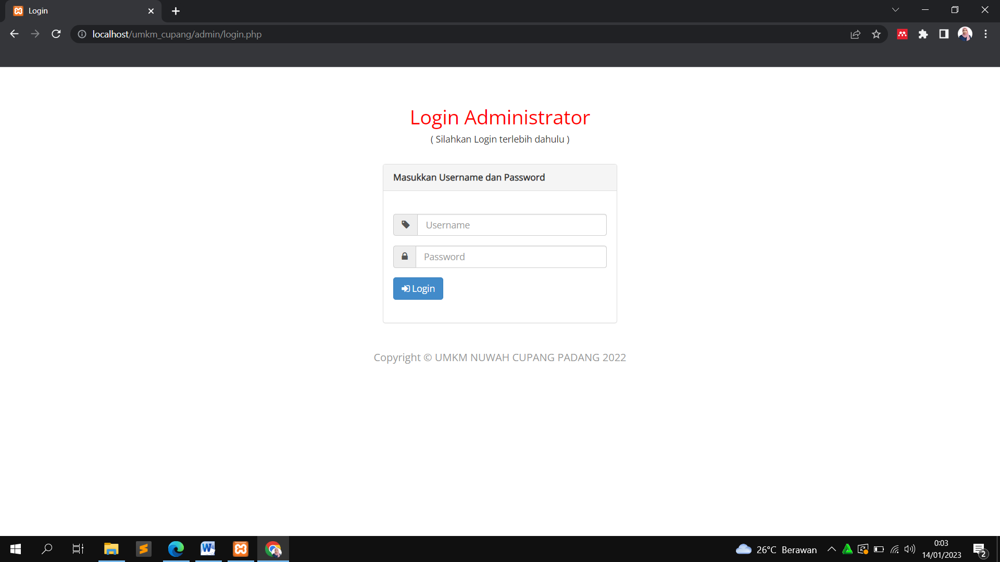 Login
localhost/umkm_cupang/admin/login.php
Login Administrator
( Silahkan Login terlebih dahulu )
Masukkan Username dan Password
Username
Password
Login
Copyright © UMKM NUWAH CUPANG PADANG 2022
26°C Berawan
0:03
14/01/2023
2